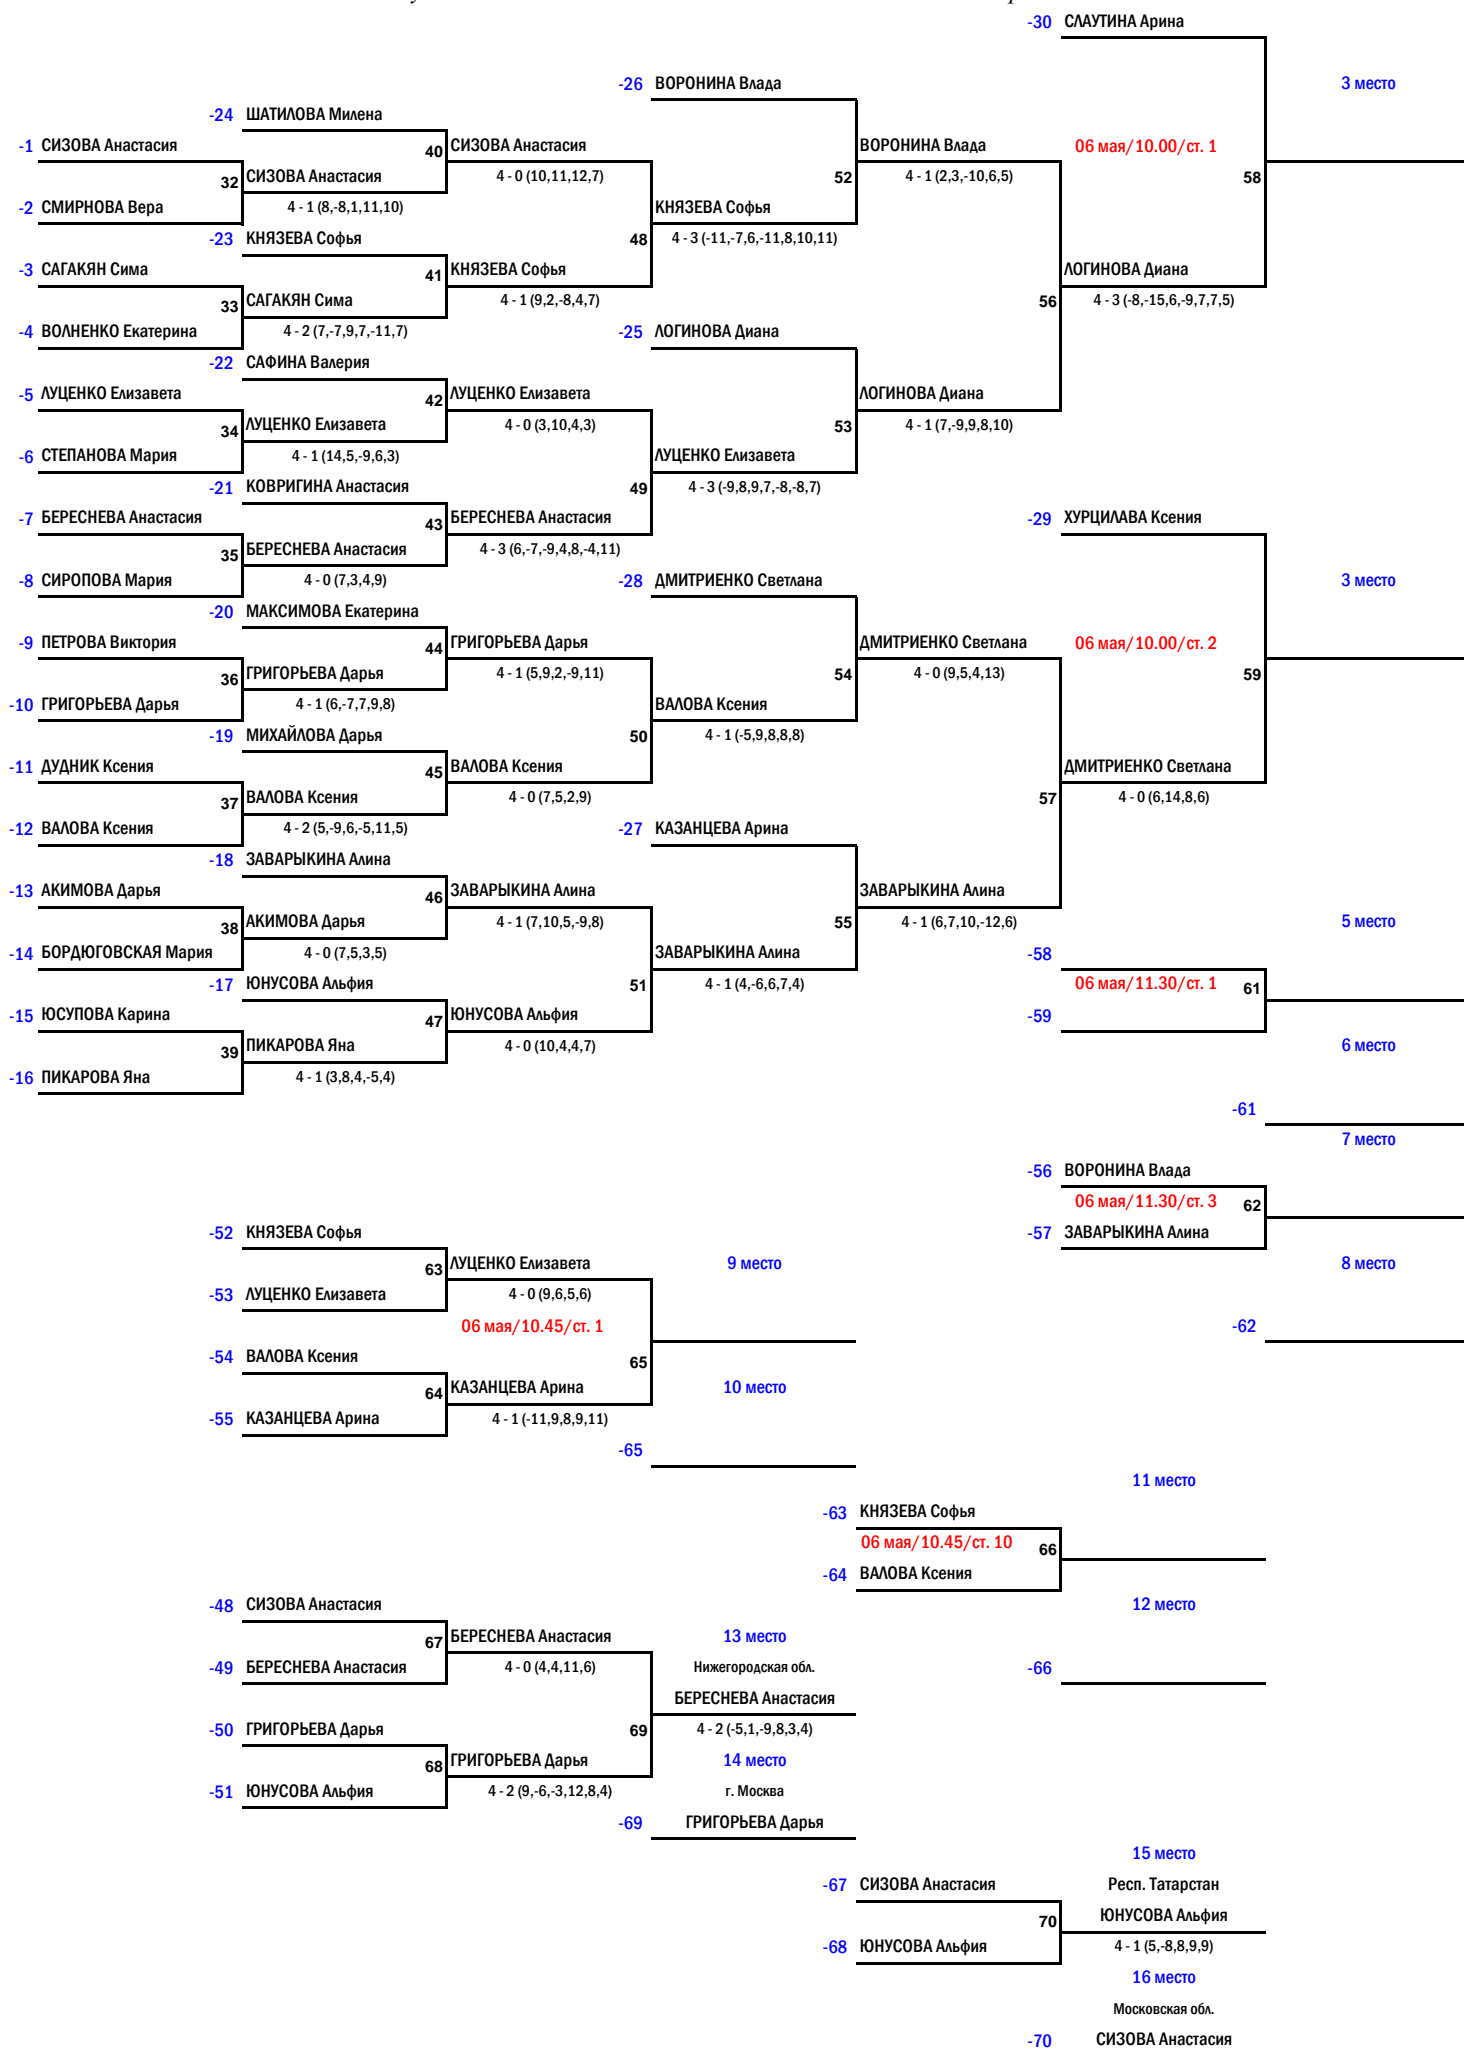 -30 СЛАУТИНА Арина
-26 ВОРОНИНА Влада
3 место
-24 ШАТИЛОВА Милена
-1 СИЗОВА Анастасия
40 СИЗОВА Анастасия
ВОРОНИНА Влада
06 мая/10.00/ст. 1
32 СИЗОВА Анастасия
4 - 0 (10,11,12,7)
52
4 - 1 (2,3,-10,6,5)
58
-2 СМИРНОВА Вера
4 - 1 (8,-8,1,11,10)
КНЯЗЕВА Софья
-23 КНЯЗЕВА Софья
48
4 - 3 (-11,-7,6,-11,8,10,11)
-3 САГАКЯН Сима
41 КНЯЗЕВА Софья
ЛОГИНОВА Диана
33 САГАКЯН Сима
4 - 1 (9,2,-8,4,7)
56
4 - 3 (-8,-15,6,-9,7,7,5)
-4 ВОЛНЕНКО Екатерина
4 - 2 (7,-7,9,7,-11,7)
-25 ЛОГИНОВА Диана
-22 САФИНА Валерия
-5 ЛУЦЕНКО Елизавета
42 ЛУЦЕНКО Елизавета
ЛОГИНОВА Диана
34 ЛУЦЕНКО Елизавета
4 - 0 (3,10,4,3)
53
4 - 1 (7,-9,9,8,10)
-6 СТЕПАНОВА Мария
4 - 1 (14,5,-9,6,3)
ЛУЦЕНКО Елизавета
-21 КОВРИГИНА Анастасия
49
4 - 3 (-9,8,9,7,-8,-8,7)
-7 БЕРЕСНЕВА Анастасия
43 БЕРЕСНЕВА Анастасия
-29 ХУРЦИЛАВА Ксения
35 БЕРЕСНЕВА Анастасия
4 - 3 (6,-7,-9,4,8,-4,11)
-8 СИРОПОВА Мария
4 - 0 (7,3,4,9)
-28 ДМИТРИЕНКО Светлана
3 место
-20 МАКСИМОВА Екатерина
-9 ПЕТРОВА Виктория
44 ГРИГОРЬЕВА Дарья
ДМИТРИЕНКО Светлана
06 мая/10.00/ст. 2
36 ГРИГОРЬЕВА Дарья
4 - 1 (5,9,2,-9,11)
54
4 - 0 (9,5,4,13)
59
-10 ГРИГОРЬЕВА Дарья
4 - 1 (6,-7,7,9,8)
ВАЛОВА Ксения
-19 МИХАЙЛОВА Дарья
50
4 - 1 (-5,9,8,8,8)
-11 ДУДНИК Ксения
45 ВАЛОВА Ксения
ДМИТРИЕНКО Светлана
37 ВАЛОВА Ксения
4 - 0 (7,5,2,9)
57
4 - 0 (6,14,8,6)
-12 ВАЛОВА Ксения
4 - 2 (5,-9,6,-5,11,5)
-27 КАЗАНЦЕВА Арина
-18 ЗАВАРЫКИНА Алина
-13 АКИМОВА Дарья
46 ЗАВАРЫКИНА Алина
ЗАВАРЫКИНА Алина
38 АКИМОВА Дарья
4 - 1 (7,10,5,-9,8)
55
4 - 1 (6,7,10,-12,6)
5 место
-14 БОРДЮГОВСКАЯ Мария
4 - 0 (7,5,3,5)
ЗАВАРЫКИНА Алина
-58
-17 ЮНУСОВА Альфия
51
4 - 1 (4,-6,6,7,4)
06 мая/11.30/ст. 1 61
-15 ЮСУПОВА Карина
47 ЮНУСОВА Альфия
-59
39 ПИКАРОВА Яна
4 - 0 (10,4,4,7)
6 место
-16 ПИКАРОВА Яна
4 - 1 (3,8,4,-5,4)
-61
7 место
-56 ВОРОНИНА Влада
06 мая/11.30/ст. 3 62
-52 КНЯЗЕВА Софья
-57 ЗАВАРЫКИНА Алина
63 ЛУЦЕНКО Елизавета
9 место
8 место
-53 ЛУЦЕНКО Елизавета
4 - 0 (9,6,5,6)
06 мая/10.45/ст. 1
-62
-54 ВАЛОВА Ксения
65
64 КАЗАНЦЕВА Арина
10 место
-55 КАЗАНЦЕВА Арина
4 - 1 (-11,9,8,9,11)
-65
11 место
-63 КНЯЗЕВА Софья
06 мая/10.45/ст. 10 66
-64 ВАЛОВА Ксения
-48 СИЗОВА Анастасия
12 место
67 БЕРЕСНЕВА Анастасия
13 место
-49 БЕРЕСНЕВА Анастасия
4 - 0 (4,4,11,6)
Нижегородская обл.
-66
БЕРЕСНЕВА Анастасия
-50 ГРИГОРЬЕВА Дарья
69
4 - 2 (-5,1,-9,8,3,4)
68 ГРИГОРЬЕВА Дарья
14 место
-51 ЮНУСОВА Альфия
4 - 2 (9,-6,-3,12,8,4)
г. Москва
-69 ГРИГОРЬЕВА Дарья
15 место
-67 СИЗОВА Анастасия
Респ. Татарстан
70 ЮНУСОВА Альфия
-68 ЮНУСОВА Альфия
4 - 1 (5,-8,8,9,9)
16 место
Московская обл.
-70 СИЗОВА Анастасия